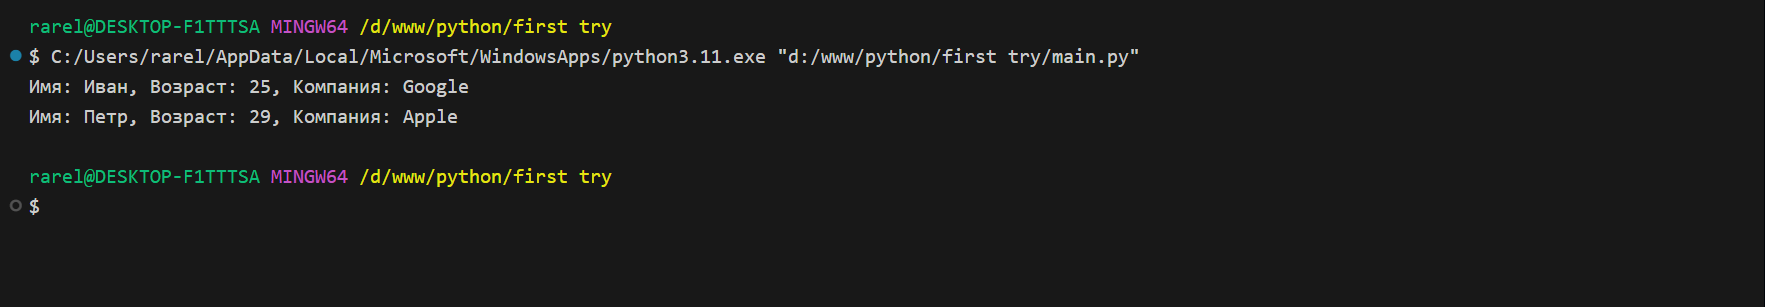 rarel@DESKTOP-F1TTTSA MINGW64 /d/www/python/first try
$ C:/Users/rarel/AppData/Local/Microsoft/WindowsApps/python3.11.exe "d:/www/python/first try/main.py"
Имя: Иван, Возраст: 25, Компания: Google
Имя: Петр, Возраст: 29, Компания: Apple
rarel@DESKTOP-F1TTTSA MINGW64 /d/www/python/first try
$